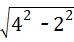 √(4² - 2²)